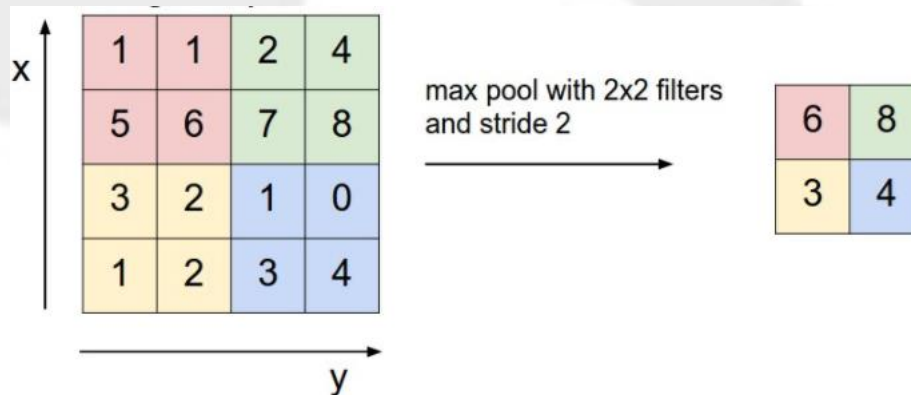 x
1 1 2 4
5 6 7 8
3 2 1 0
1 2 3 4
y
max pool with 2x2 filters
and stride 2
6 8
3 4